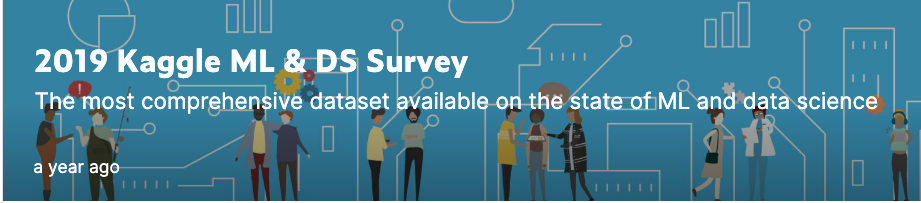 2019 Kaggle ML & DS Survey
The most comprehensive dataset available on the state of ML and data science
a year ago